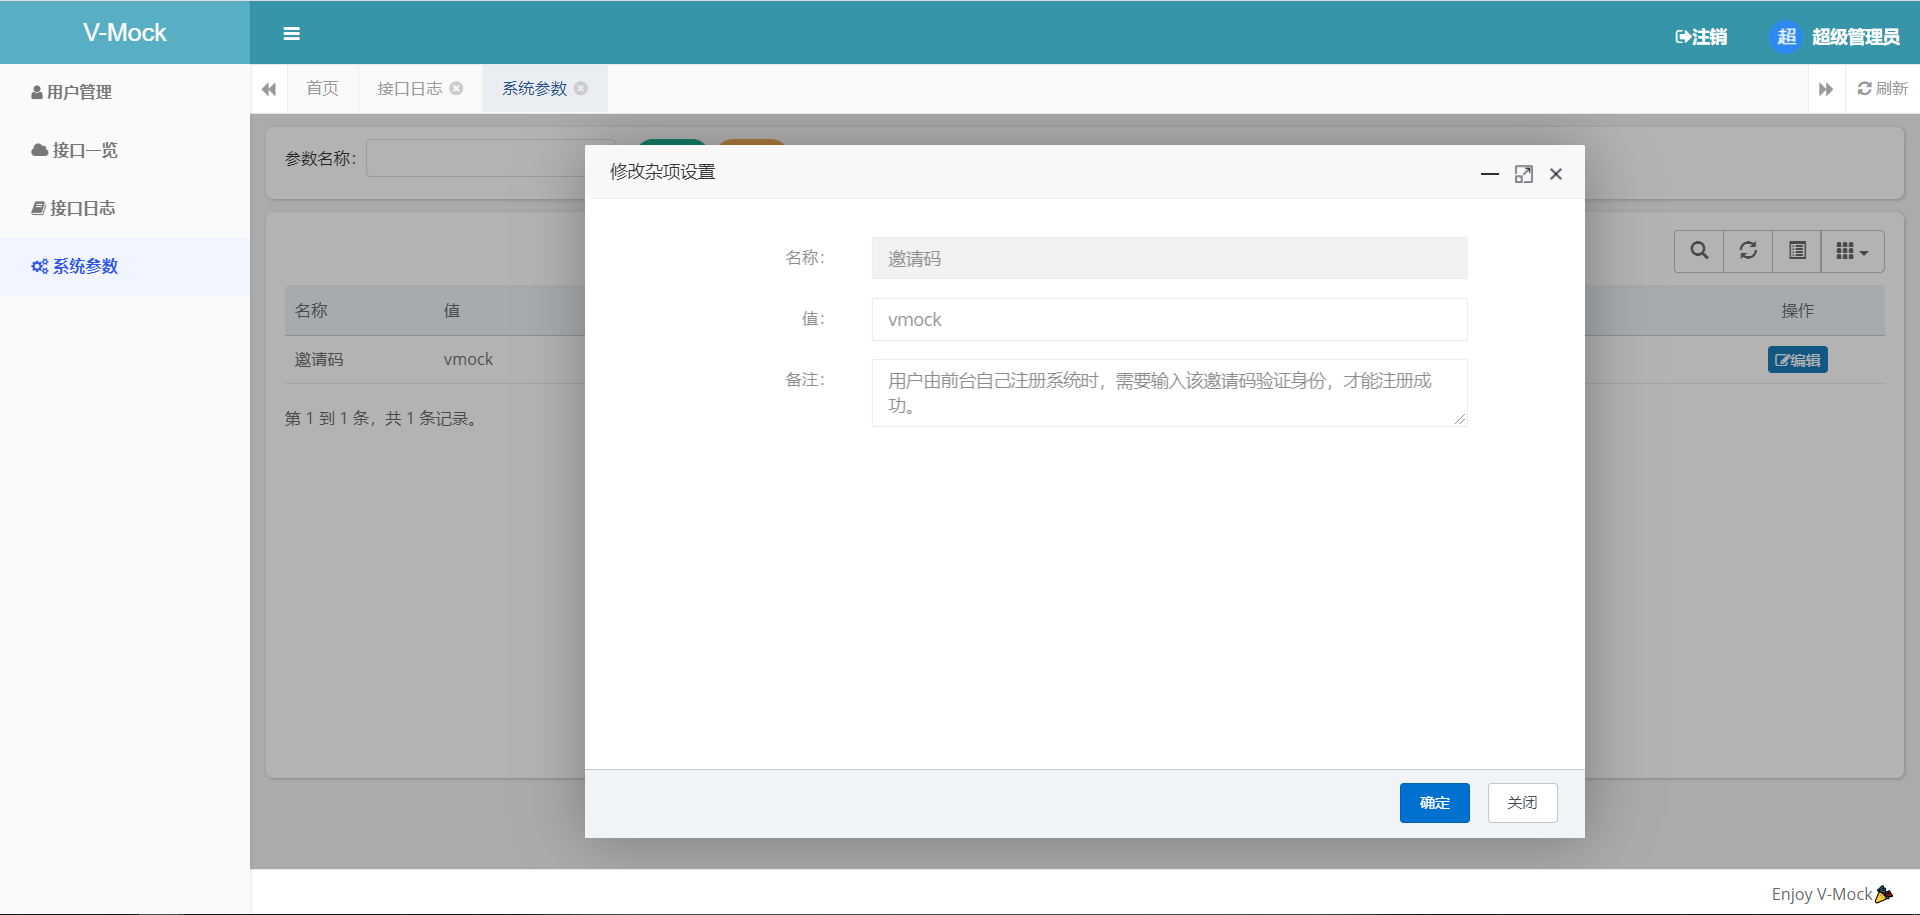 V-Mock
注销
超 超级管理员
用户管理
接口一览
接口日志
系统参数
首页
接口日志
系统参数
刷新
参数名称：
名称
值
操作
邀请码
vmock
编辑
第 1 到 1 条，共 1 条记录。
修改杂项设置
名称：
邀请码
值：
vmock
备注：
用户由前台自己注册系统时，需要输入该邀请码验证身份，才能注册成
功。
确定
关闭
Enjoy V-Mock